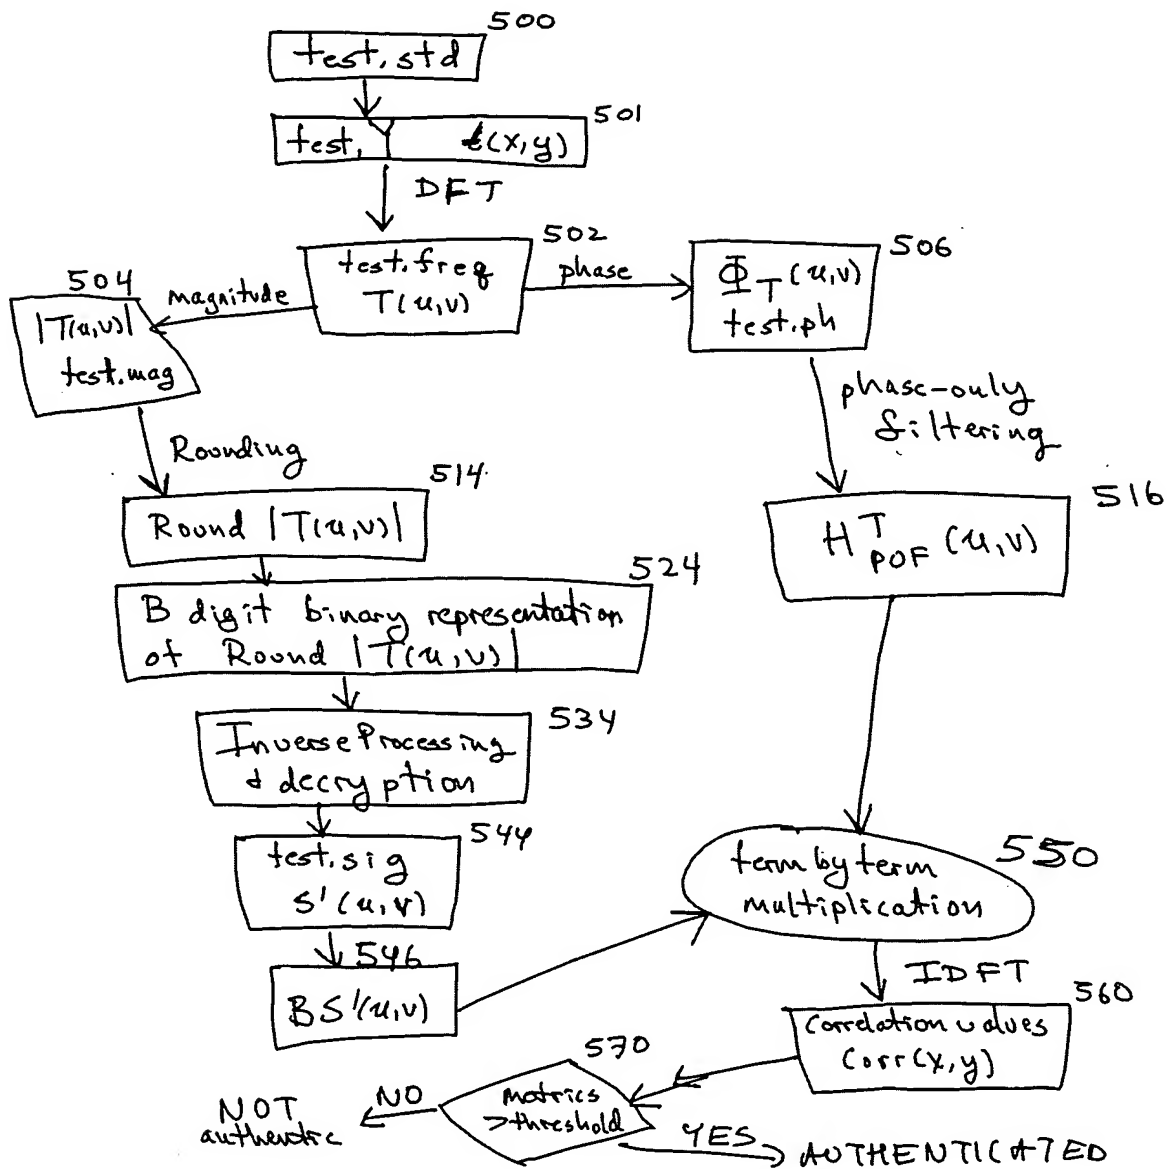 500
test.std
501
test.Y t(x,y)
DFT
502
test.freq
T(u,v)
phase
506
Φ_T(u,v)
test.ph
504
magnitude
|T(u,v)|
test.mag
phase-only
filtering
Rounding
514
Round |T(u,v)|
516
H^T_POF (u,v)
524
B digit binary representation
of Round |T(u,v)|
534
Inverse Processing
& decryption
544
test.sig
S'(u,v)
550
term by term
multiplication
546
BS'(u,v)
IDFT
560
Correlation values
Corr(x,y)
570
metrics
>threshold
NO
NOT
authentic
YES
AUTHENTICATED